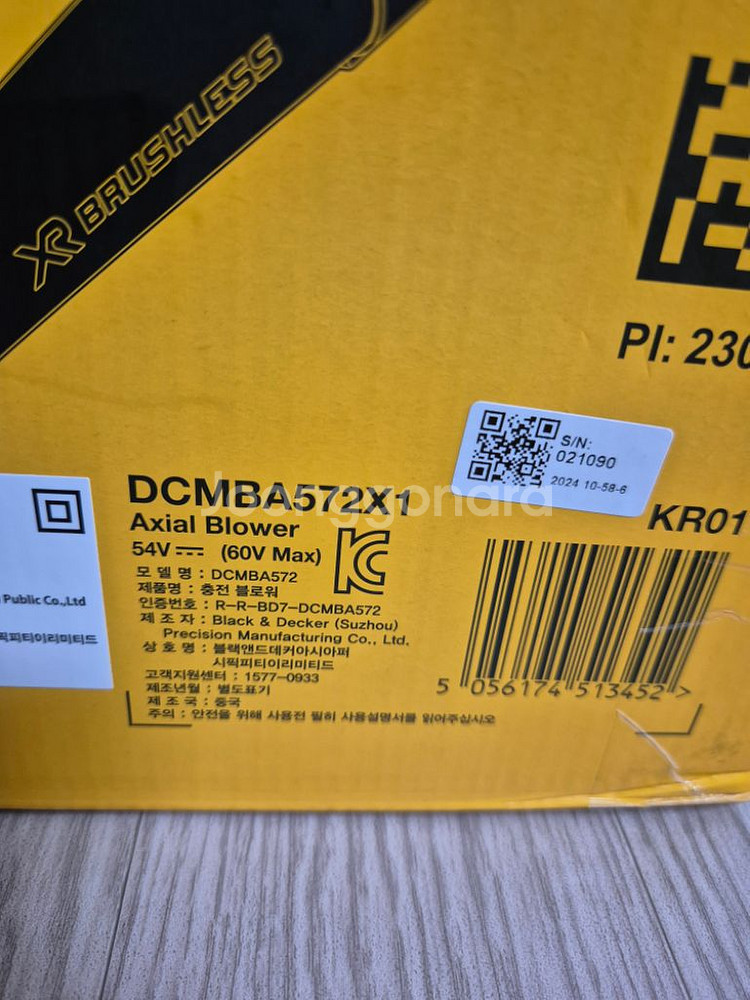 XR BRUSHLESS
PI: 230
S/N:
021090
2024 10-58-6
DCMBA572X1
Axial Blower
54V ⎓ (60V Max)
KR01
모 델 명 : DCMBA572
제품명 : 충전 블로워
인증번호 : R-R-BD7-DCMBA572
제 조 자 : Black & Decker (Suzhou)
Precision Manufacturing Co., Ltd.
상 호 명 : 블랙앤드데커아시아퍼
시픽피티이리미티드
고객지원센터 : 1577-0933
제조년월 : 별도표기
제 조 국 : 중국
주의 : 안전을 위해 사용전 필히 사용설명서를 읽어주십시오
Public Co.,Ltd
픽피티이리미티드
5 056174 513452 >
Joonggonara